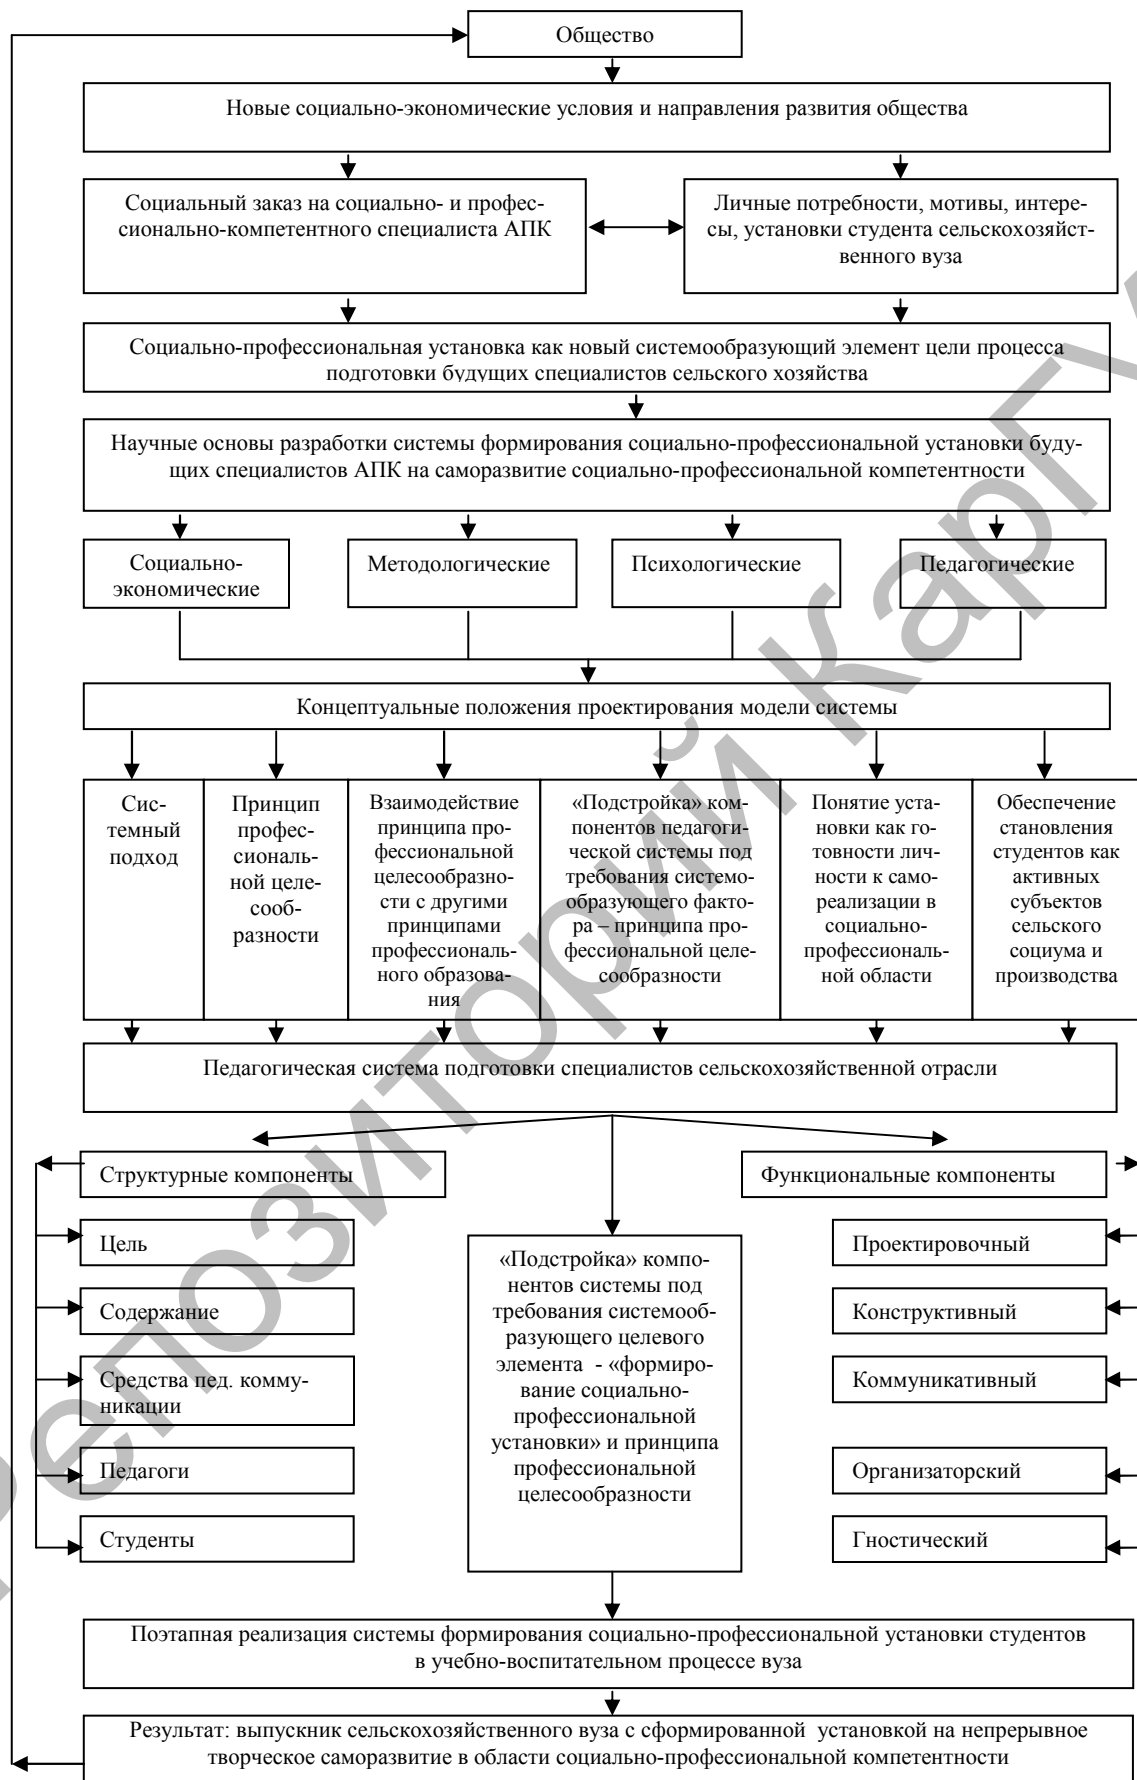 Общество
Новые социально-экономические условия и направления развития общества
Социальный заказ на социально- и профес-
сионально-компетентного специалиста АПК
Личные потребности, мотивы, интере-
сы, установки студента сельскохозяйст-
венного вуза
Социально-профессиональная установка как новый системообразующий элемент цели процесса
подготовки будущих специалистов сельского хозяйства
Научные основы разработки системы формирования социально-профессиональной установки буду-
щих специалистов АПК на саморазвитие социально-профессиональной компетентности
Социально-
экономические
Методологические
Психологические
Педагогические
Концептуальные положения проектирования модели системы
Сис-
темный
подход
Принцип
профес-
сиональ-
ной целе-
сооб-
разности
Взаимодействие
принципа про-
фессиональной
целесообразно-
сти с другими
принципами
профессиональ-
ного образова-
ния
«Подстройка» ком-
понентов педагоги-
ческой системы под
требования системо-
образующего факто-
ра – принципа про-
фессиональной целе-
сообразности
Понятие уста-
новки как го-
товности лич-
ности к само-
реализации в
социально-
профессиональ-
ной области
Обеспечение
становления
студентов как
активных
субъектов
сельского
социума и
производства
Педагогическая система подготовки специалистов сельскохозяйственной отрасли
Структурные компоненты
Функциональные компоненты
Цель
Содержание
Средства пед. комму-
никации
Педагоги
Студенты
«Подстройка» компо-
нентов системы под
требования системооб-
разующего целевого
элемента - «формиро-
вание социально-
профессиональной
установки» и принципа
профессиональной
целесообразности
Проектировочный
Конструктивный
Коммуникативный
Организаторский
Гностический
Поэтапная реализация системы формирования социально-профессиональной установки студентов
в учебно-воспитательном процессе вуза
Результат: выпускник сельскохозяйственного вуза с сформированной установкой на непрерывное
творческое саморазвитие в области социально-профессиональной компетентности
Репозиторий КарГУ